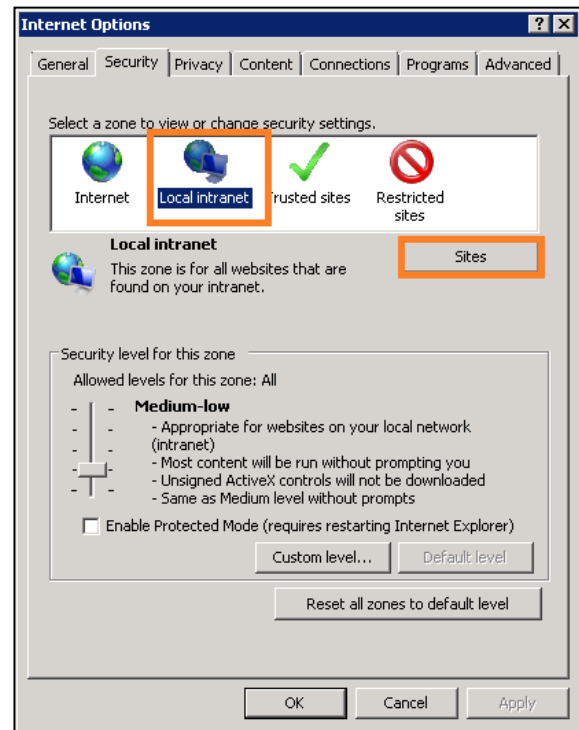 Internet Options
General Security Privacy Content Connections Programs Advanced
Select a zone to view or change security settings.
Internet Local intranet Trusted sites Restricted
sites
Local intranet
This zone is for all websites that are
found on your intranet.
Sites
Security level for this zone
Allowed levels for this zone: All
Medium-low
- Appropriate for websites on your local network
(intranet)
- Most content will be run without prompting you
- Unsigned ActiveX controls will not be downloaded
- Same as Medium level without prompts
Enable Protected Mode (requires restarting Internet Explorer)
Custom level... Default level
Reset all zones to default level
OK Cancel Apply